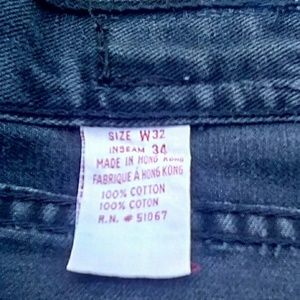 SIZE W32
INSEAM 34
MADE IN HONG KONG
FABRIQUE À HONG KONG
100% COTTON
100% COTON
R.N. # 51067